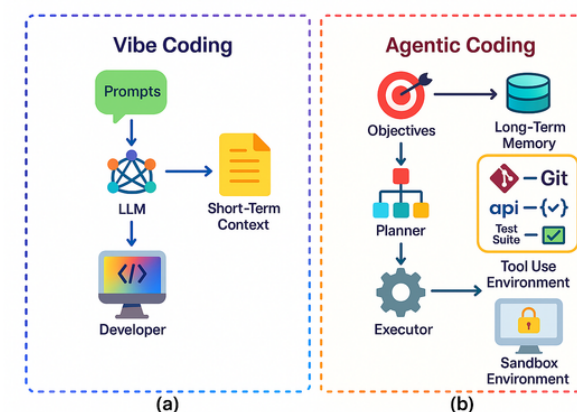 Vibe Coding
Prompts
LLM
Short-Term
Context
</>
Developer
(a)
Agentic Coding
Objectives
Long-Term
Memory
Git
Planner
api
{✓}
Test
Suite
Executor
Tool Use
Environment
Sandbox
Environment
(b)